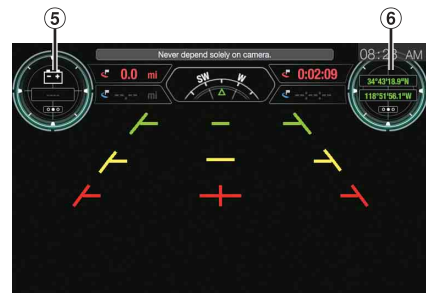 ⑤ ⑥
Never depend solely on camera.
08:23 AM
0.0 mi
SW W
0:02:09
34°43'18.9"N
--.-- mi
--:--:--
118°51'56.1"W
----